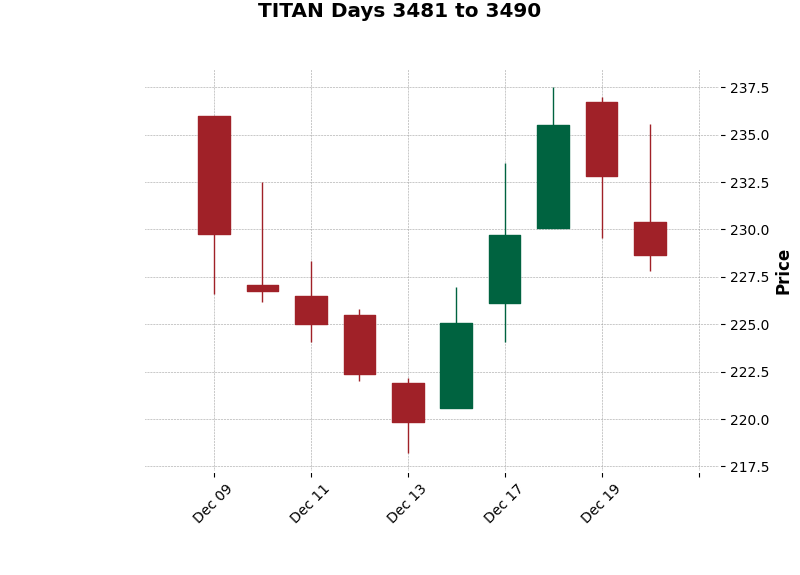 TITAN Days 3481 to 3490
237.5
235.0
232.5
230.0
227.5
225.0
222.5
220.0
217.5
Price
Dec 09
Dec 11
Dec 13
Dec 17
Dec 19